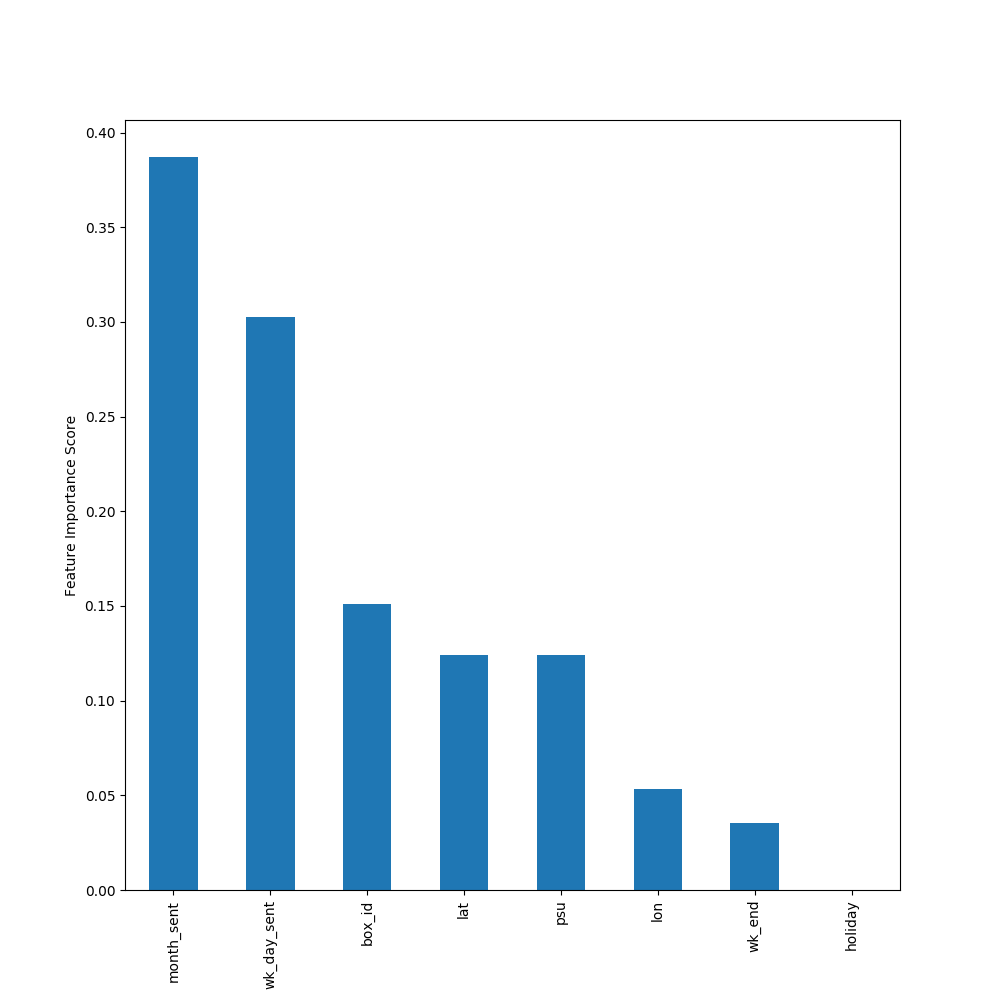 0.40
0.35
0.30
0.25
0.20
0.15
0.10
0.05
0.00
Feature Importance Score
month_sent
wk_day_sent
box_id
lat
psu
lon
wk_end
holiday